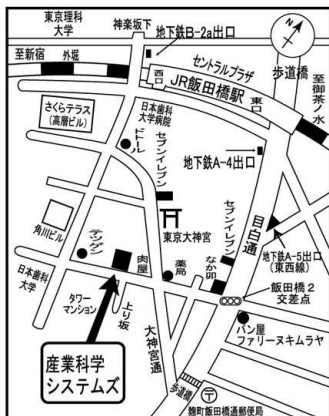 東京理科
大学
神楽坂下
地下鉄B-2a出口
N
至新宿
外堀
セントラルプラザ
歩道橋
西口
JR飯田橋駅
東口
至御茶ノ水
さくらテラス
(高層ビル)
日本歯科
大学病院
ドトール
セブンイレブン
地下鉄A-4出口
角川ビル
東京大神宮
セブンイレブン
目白通
地下鉄A-5出口
(東西線)
テツゲン
肉屋
薬局
なか卯
飯田橋2
交差点
日本歯科
大学
タワー
マンション
上り坂
大神宮通
パン屋
ファリーヌキムラヤ
産業科学
システムズ
歩道橋
麹町飯田橋通郵便局